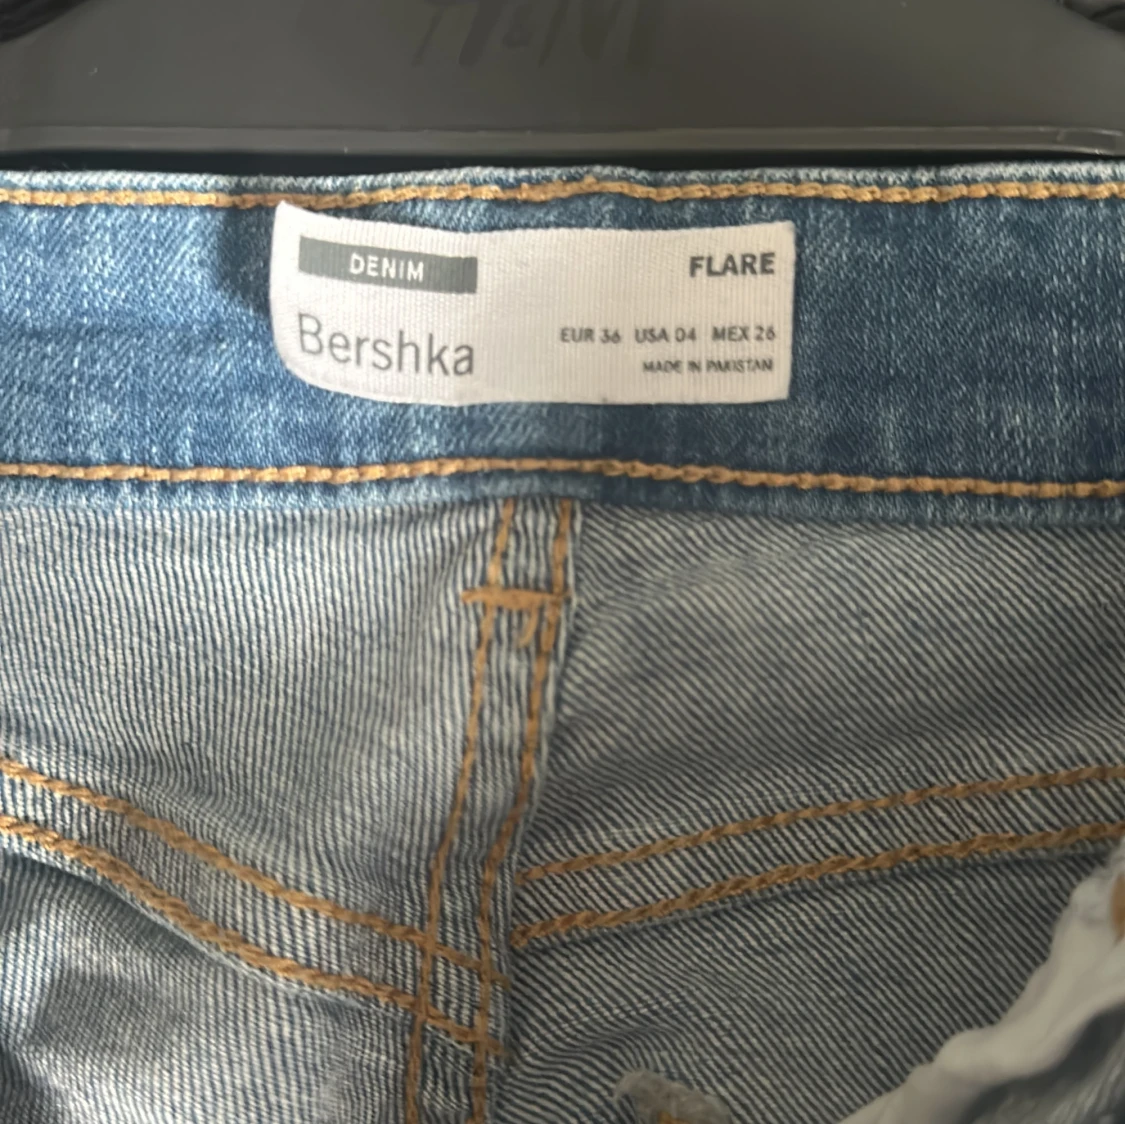 DENIM
FLARE
Bershka
EUR 36 USA 04 MEX 26
MADE IN PAKISTAN